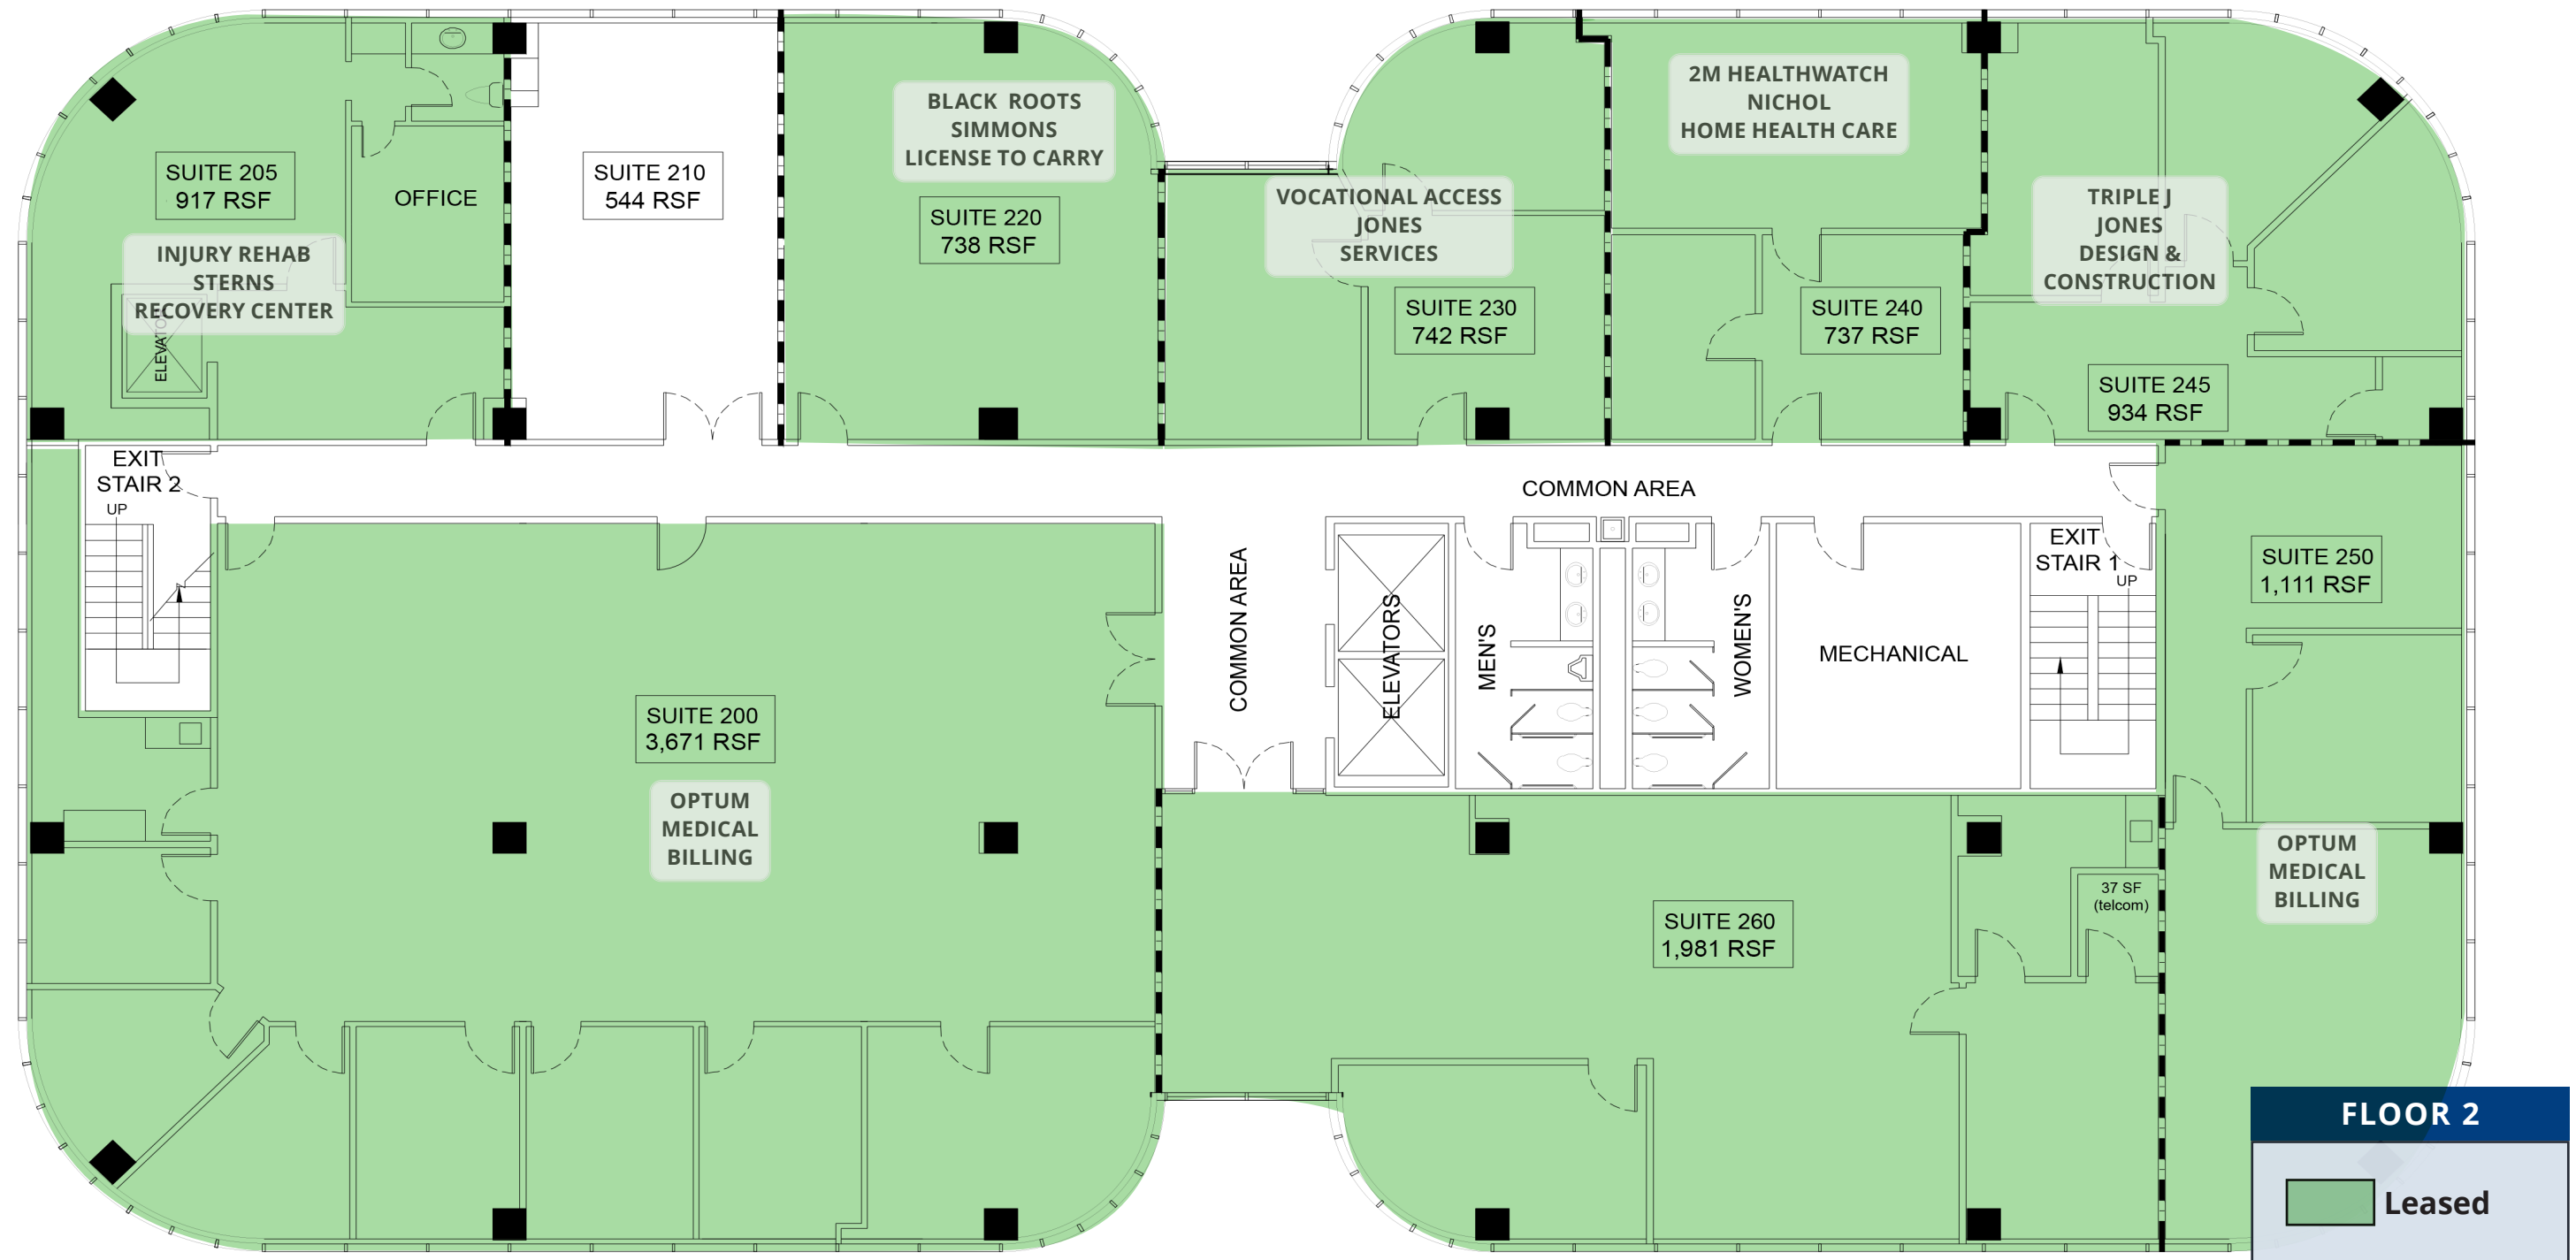 SUITE 205
917 RSF
OFFICE
INJURY REHAB
STERNS
RECOVERY CENTER
ELEVATOR
SUITE 210
544 RSF
BLACK ROOTS
SIMMONS
LICENSE TO CARRY
SUITE 220
738 RSF
VOCATIONAL ACCESS
JONES
SERVICES
SUITE 230
742 RSF
2M HEALTHWATCH
NICHOL
HOME HEALTH CARE
SUITE 240
737 RSF
TRIPLE J
JONES
DESIGN &
CONSTRUCTION
SUITE 245
934 RSF
EXIT
STAIR 2
UP
COMMON AREA
COMMON AREA
ELEVATORS
MEN'S
WOMEN'S
MECHANICAL
EXIT
STAIR 1
UP
SUITE 250
1,111 RSF
SUITE 200
3,671 RSF
OPTUM
MEDICAL
BILLING
SUITE 260
1,981 RSF
37 SF
(telcom)
OPTUM
MEDICAL
BILLING
FLOOR 2
Leased